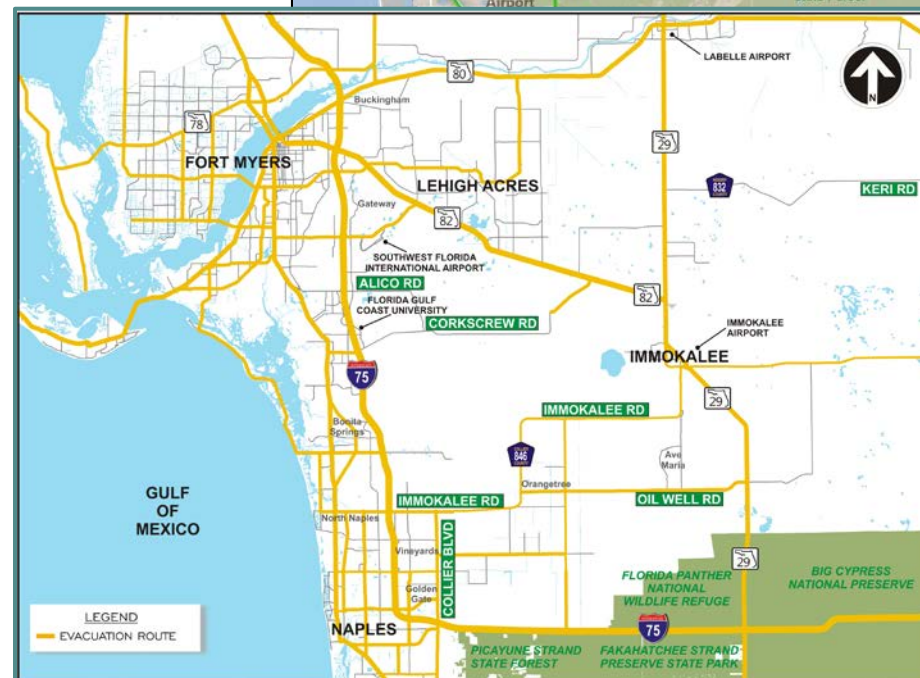 Airport
LABELLE AIRPORT
N
80
Buckingham
78
29
FORT MYERS
LEHIGH ACRES
HENDRY
832
COUNTY
KERI RD
Gateway
82
SOUTHWEST FLORIDA
INTERNATIONAL AIRPORT
ALICO RD
82
FLORIDA GULF
COAST UNIVERSITY
CORKSCREW RD
IMMOKALEE
AIRPORT
IMMOKALEE
75
29
IMMOKALEE RD
Bonita
Springs
COLLIER
846
COUNTY
Ave
Maria
Orangetree
GULF
OF
MEXICO
IMMOKALEE RD
OIL WELL RD
North Naples
COLLIER BLVD
Vineyards
29
FLORIDA PANTHER
NATIONAL
WILDLIFE REFUGE
BIG CYPRESS
NATIONAL PRESERVE
Golden
Gate
LEGEND
EVACUATION ROUTE
NAPLES
75
PICAYUNE STRAND
STATE FOREST
FAKAHATCHEE STRAND
PRESERVE STATE PARK